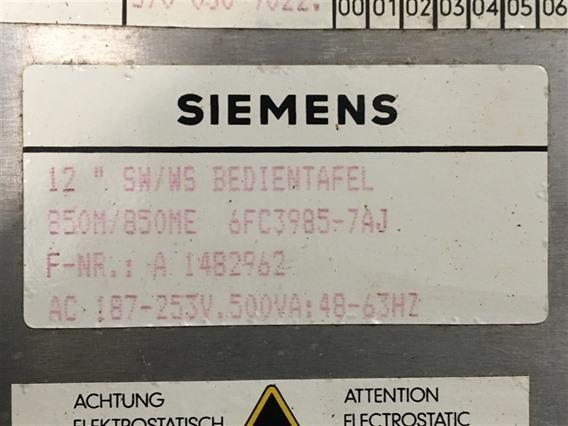 00 01 02 03 04 05 06
SIEMENS
12 " SW/WS BEDIENTAFEL
850M/850ME 6FC3985-7AJ
F-NR.: A 1482962
AC 187-253V.500VA:48-63HZ
ACHTUNG
ATTENTION
ELEKTROSTATISCH
ELECTROSTATIC